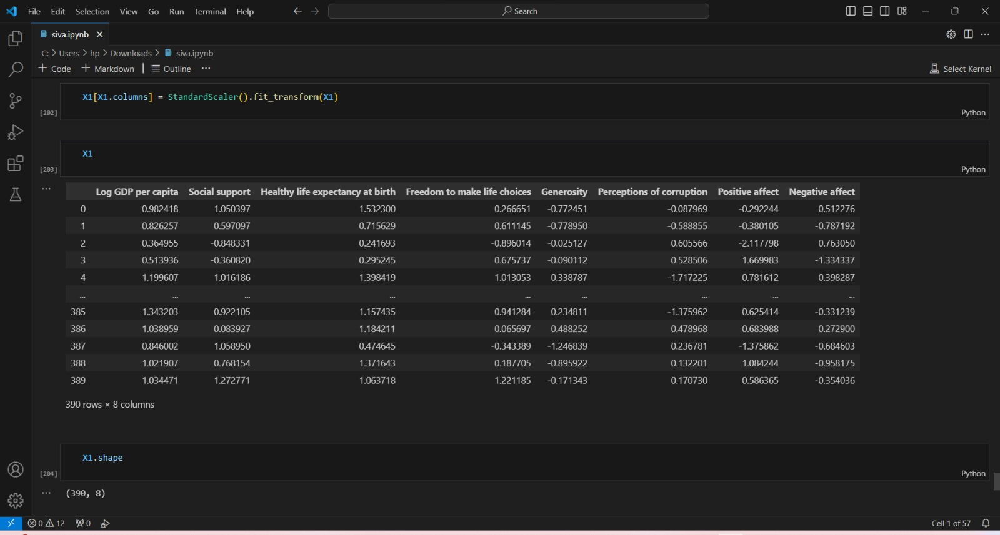 File Edit Selection View Go Run Terminal Help Search
siva.ipynb
C: > Users > hp > Downloads > siva.ipynb
+ Code + Markdown | Outline ... Select Kernel
X1[X1.columns] = StandardScaler().fit_transform(X1)
[202] Python
X1
[203] Python
... Log GDP per capita Social support Healthy life expectancy at birth Freedom to make life choices Generosity Perceptions of corruption Positive affect Negative affect
0 0.982418 1.050397 1.532300 0.266651 -0.772451 -0.087969 -0.292244 0.512276
1 0.826257 0.597097 0.715629 0.611145 -0.778950 -0.588855 -0.380105 -0.787192
2 0.364955 -0.848331 0.241693 -0.896014 -0.025127 0.605566 -2.117798 0.763050
3 0.513936 -0.360820 0.295245 0.675737 -0.090112 0.528506 1.669983 -1.334337
4 1.199607 1.016186 1.398419 1.013053 0.338787 -1.717225 0.781612 0.398287
... ... ... ... ... ... ... ... ...
385 1.343203 0.922105 1.157435 0.941284 0.234811 -1.375962 0.625414 -0.331239
386 1.038959 0.083927 1.184211 0.065697 0.488252 0.478968 0.683988 0.272900
387 0.846002 1.058950 0.474645 -0.343389 -1.246839 0.236781 -1.375862 -0.684603
388 1.021907 0.768154 1.371643 0.187705 -0.895922 0.132201 1.084244 -0.958175
389 1.034471 1.272771 1.063718 1.221185 -0.171343 0.170730 0.586365 -0.354036
390 rows × 8 columns
X1.shape
[204] Python
... (390, 8)
0 12 0 Cell 1 of 57